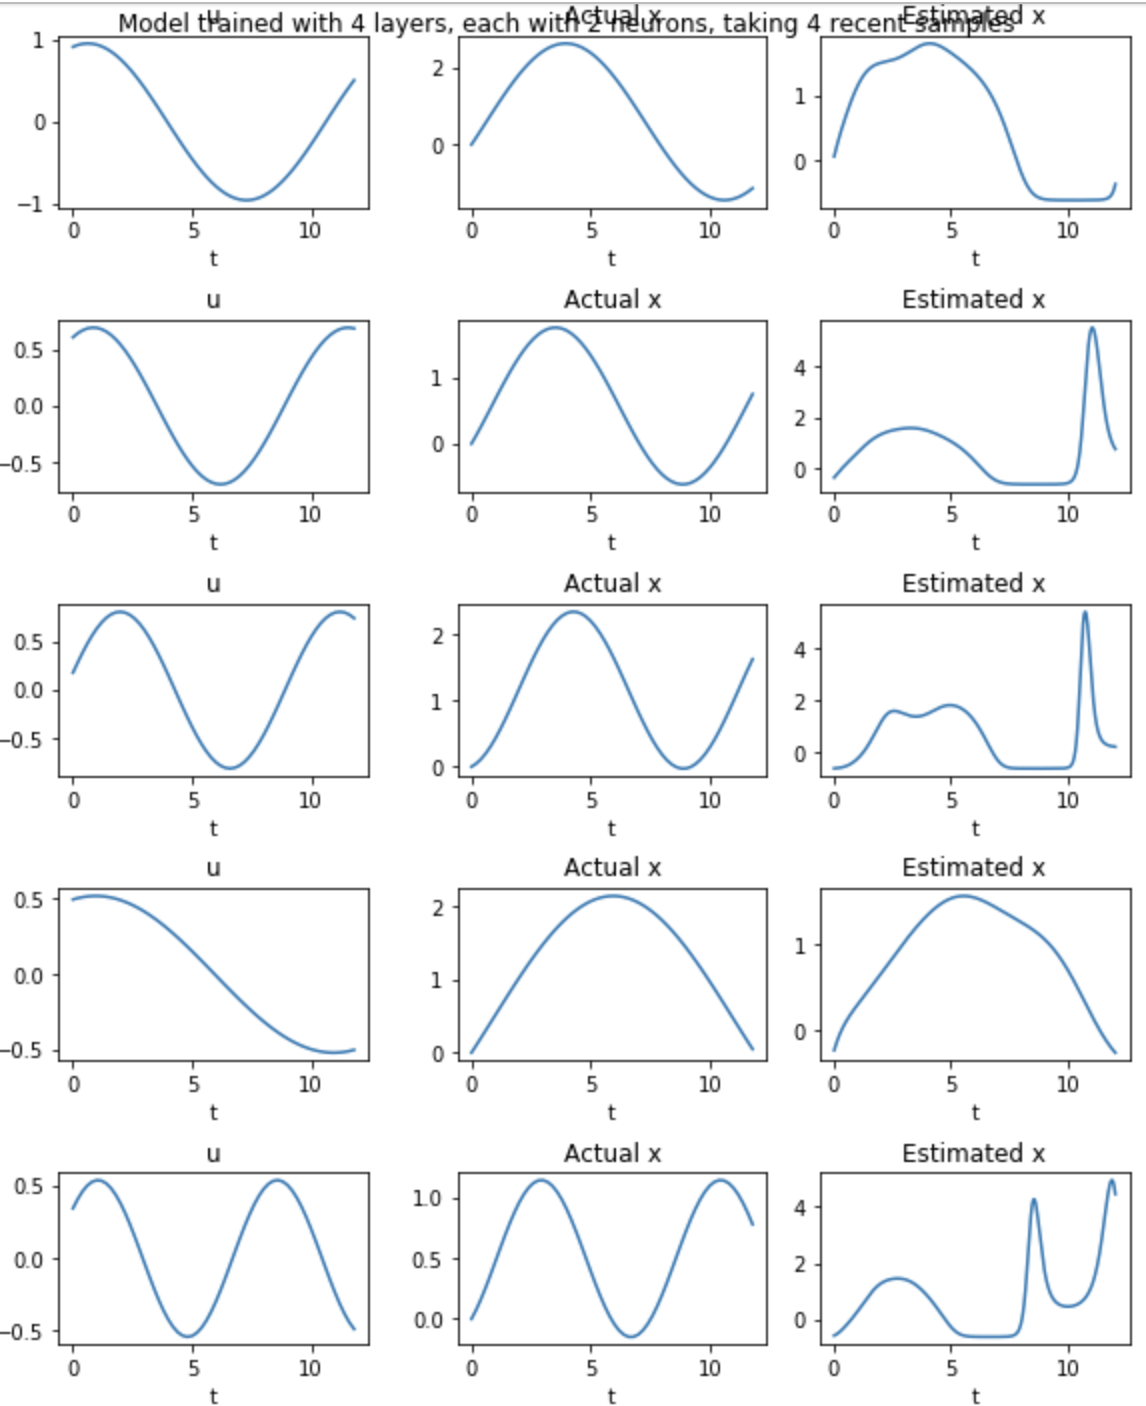 Model trained with 4 layers, each with 2 neurons, taking 4 recent samples
u Actual x Estimated x
1 0 −1
2 0
1 0
0 5 10 0 5 10 0 5 10
t t t
u Actual x Estimated x
0.5 0.0 −0.5
1 0
4 2 0
0 5 10 0 5 10 0 5 10
t t t
u Actual x Estimated x
0.5 0.0 −0.5
2 1 0
4 2 0
0 5 10 0 5 10 0 5 10
t t t
u Actual x Estimated x
0.5 0.0 −0.5
2 1 0
1 0
0 5 10 0 5 10 0 5 10
t t t
u Actual x Estimated x
0.5 0.0 −0.5
1.0 0.5 0.0
4 2 0
0 5 10 0 5 10 0 5 10
t t t